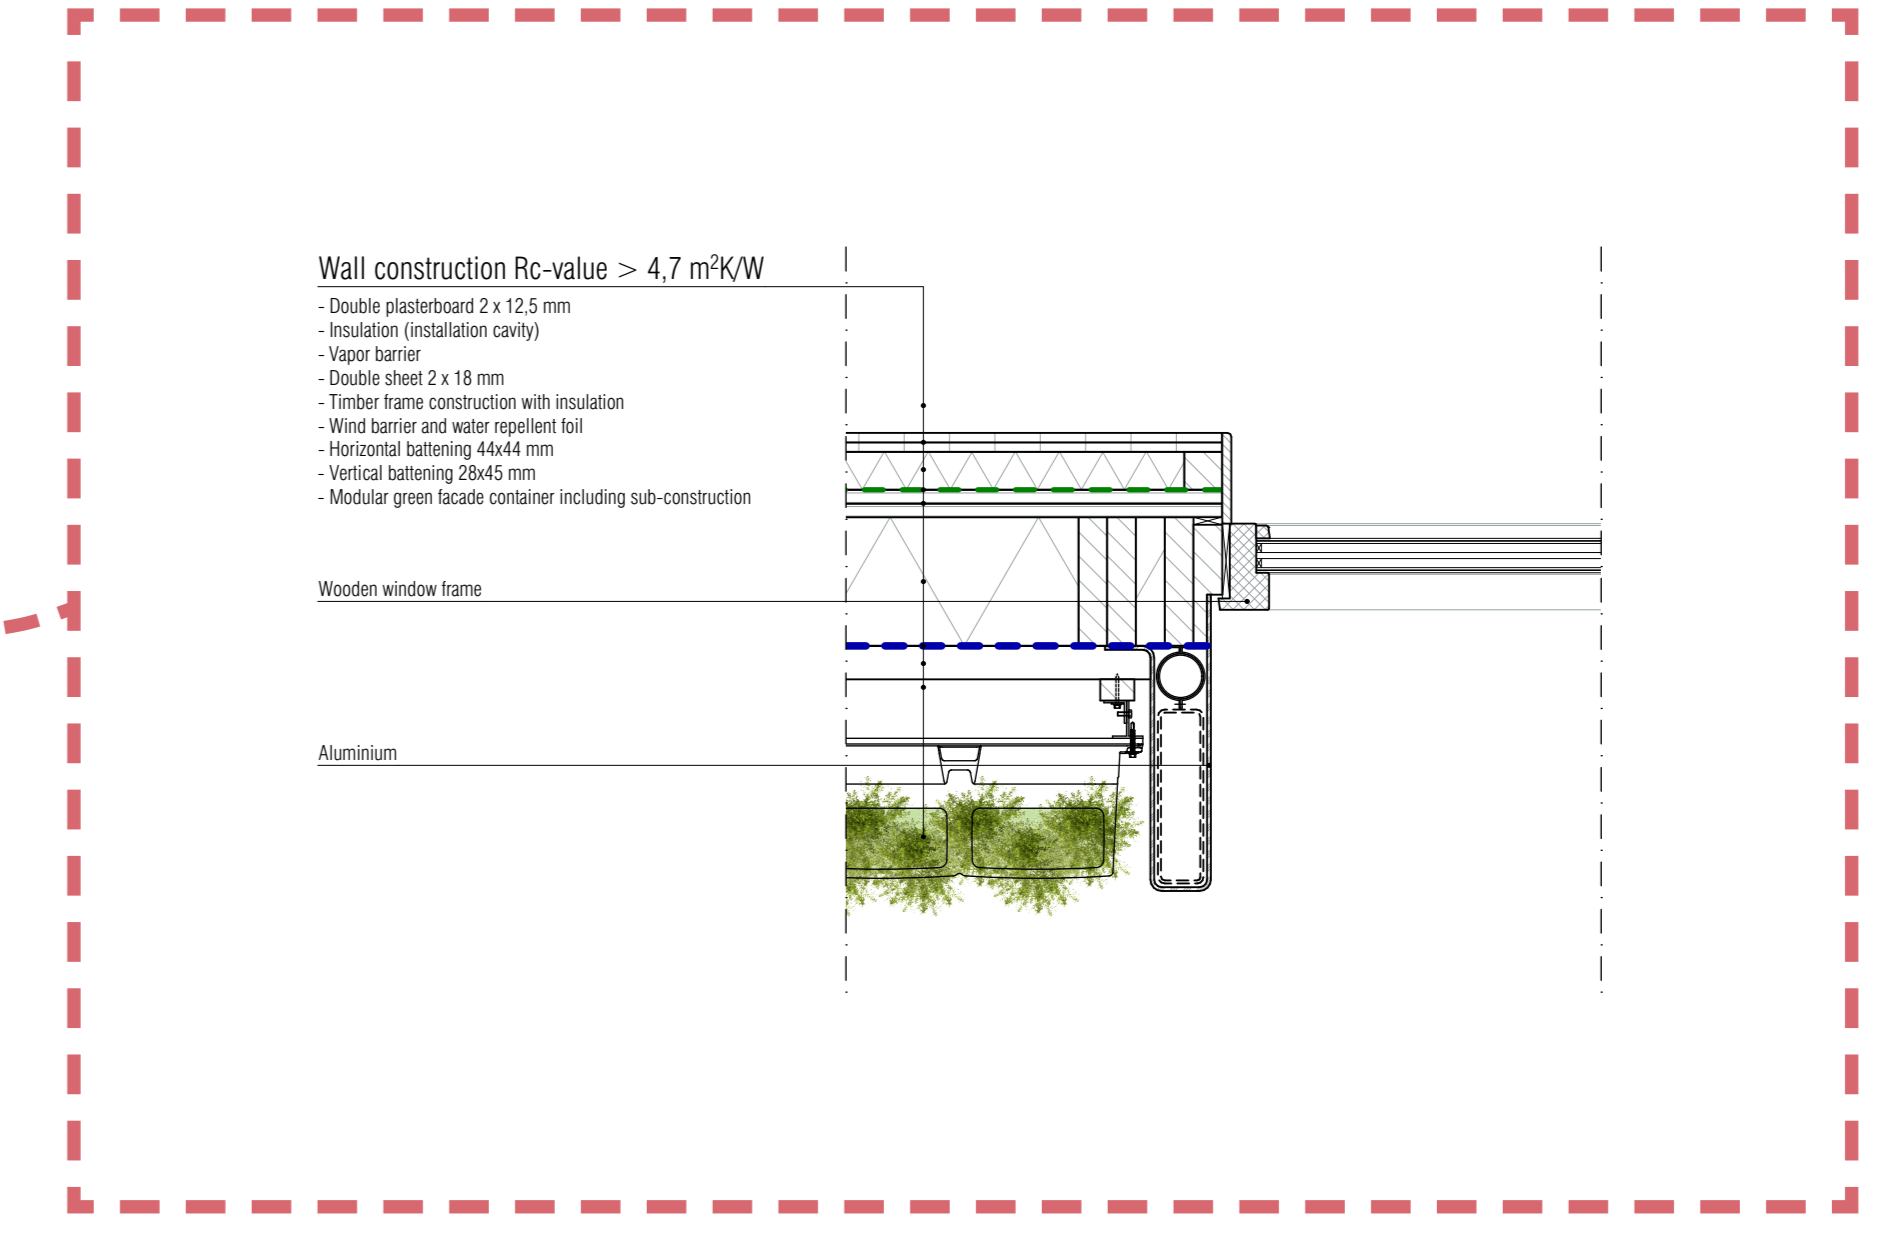 Wall construction Rc-value > 4,7 m²K/W
- Double plasterboard 2 x 12,5 mm
- Insulation (installation cavity)
- Vapor barrier
- Double sheet 2 x 18 mm
- Timber frame construction with insulation
- Wind barrier and water repellent foil
- Horizontal battening 44x44 mm
- Vertical battening 28x45 mm
- Modular green facade container including sub-construction
Wooden window frame
Aluminium